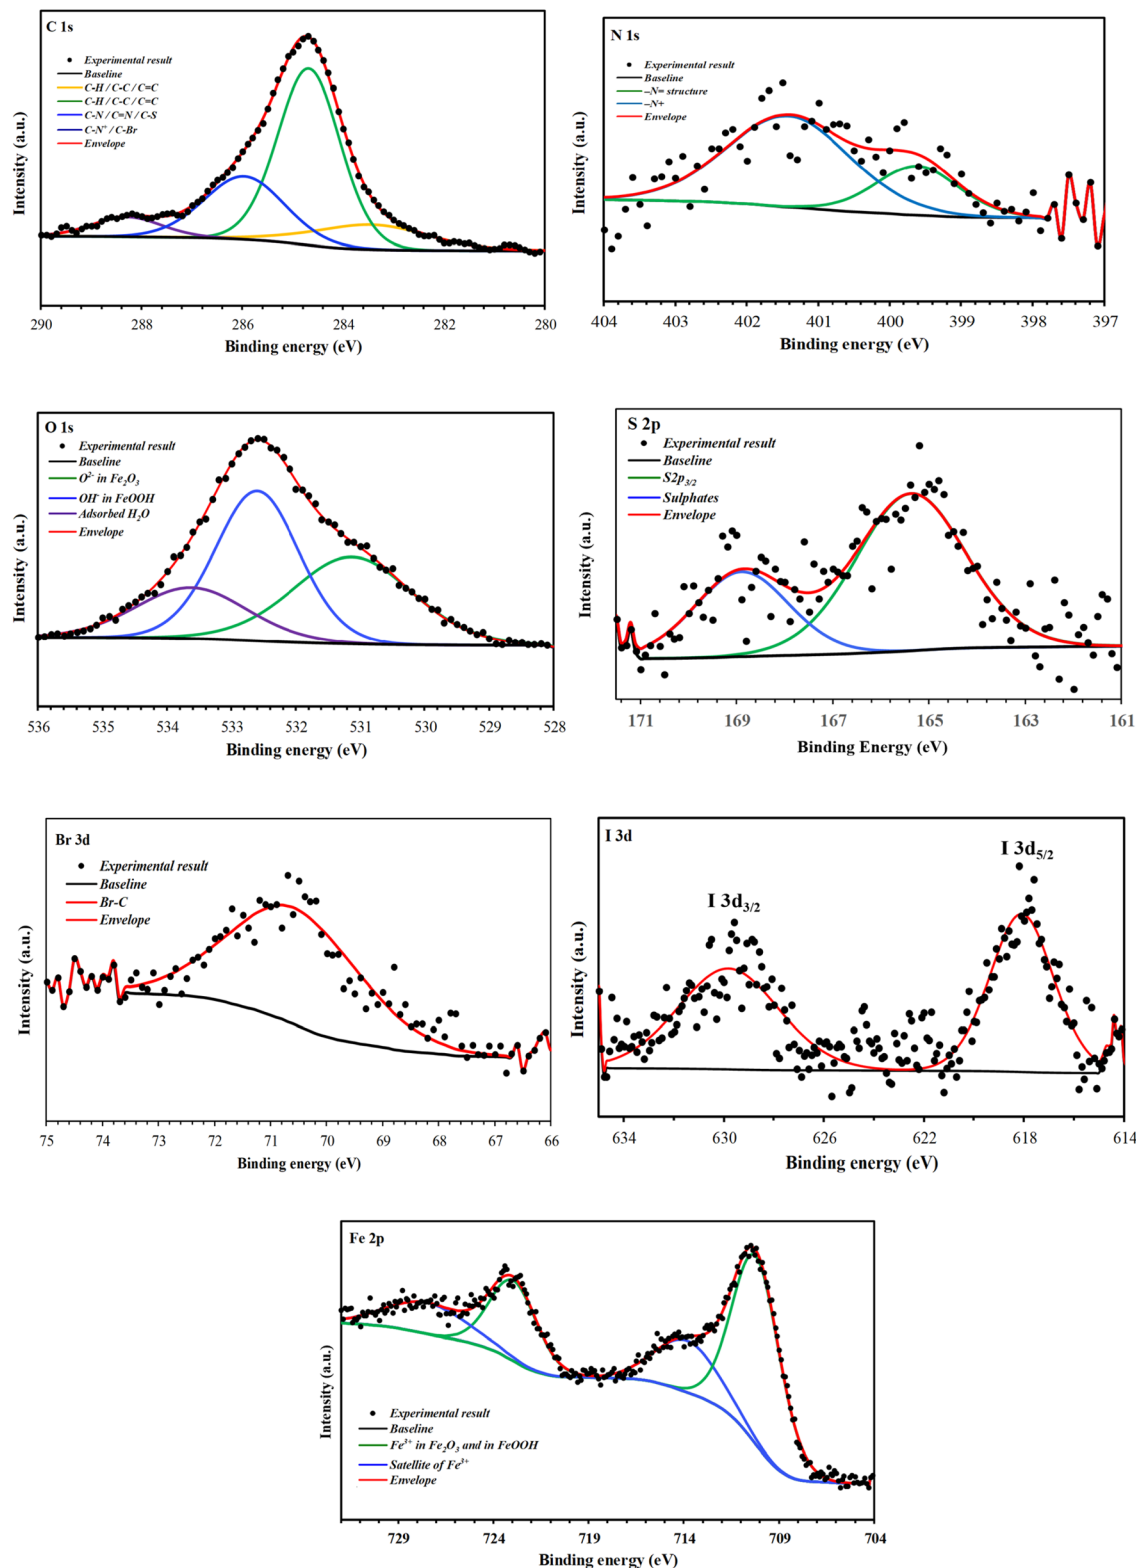 C 1s
Experimental result
Baseline
C-H / C-C / C=C
C-H / C-C / C=C
C-N / C=N / C-S
C-N⁺ / C-Br
Envelope
Intensity (a.u.)
290 288 286 284 282 280
Binding energy (eV)
N 1s
Experimental result
Baseline
–N= structure
–N+
Envelope
Intensity (a.u.)
404 403 402 401 400 399 398 397
Binding energy (eV)
O 1s
Experimental result
Baseline
O²⁻ in Fe₂O₃
OH⁻ in FeOOH
Adsorbed H₂O
Envelope
Intensity (a.u.)
536 535 534 533 532 531 530 529 528
Binding energy (eV)
S 2p
Experimental result
Baseline
S2p₃/₂
Sulphates
Envelope
Intensity (a.u.)
171 169 167 165 163 161
Binding Energy (eV)
Br 3d
Experimental result
Baseline
Br-C
Envelope
Intensity (a.u.)
75 74 73 72 71 70 69 68 67 66
Binding energy (eV)
I 3d
I 3d₅/₂
I 3d₃/₂
Intensity (a.u.)
634 630 626 622 618 614
Binding energy (eV)
Fe 2p
Experimental result
Baseline
Fe³⁺ in Fe₂O₃ and in FeOOH
Satellite of Fe³⁺
Envelope
Intensity (a.u.)
729 724 719 714 709 704
Binding energy (eV)